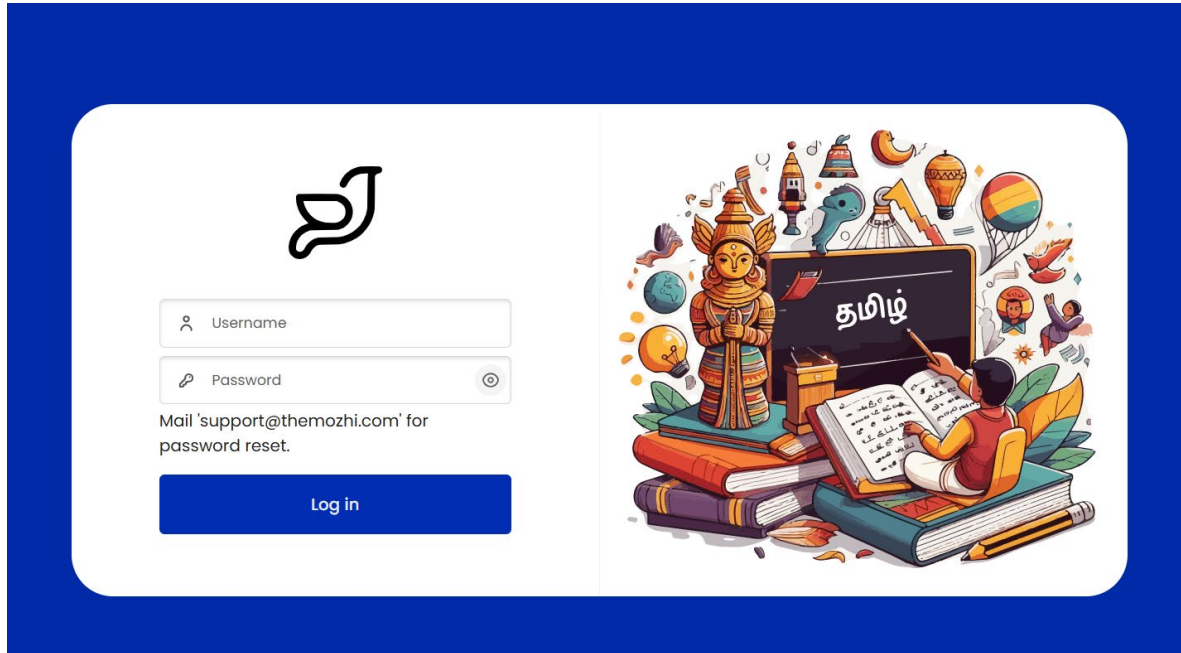 Username
Password
Mail 'support@themozhi.com' for
password reset.
Log in
தமிழ்